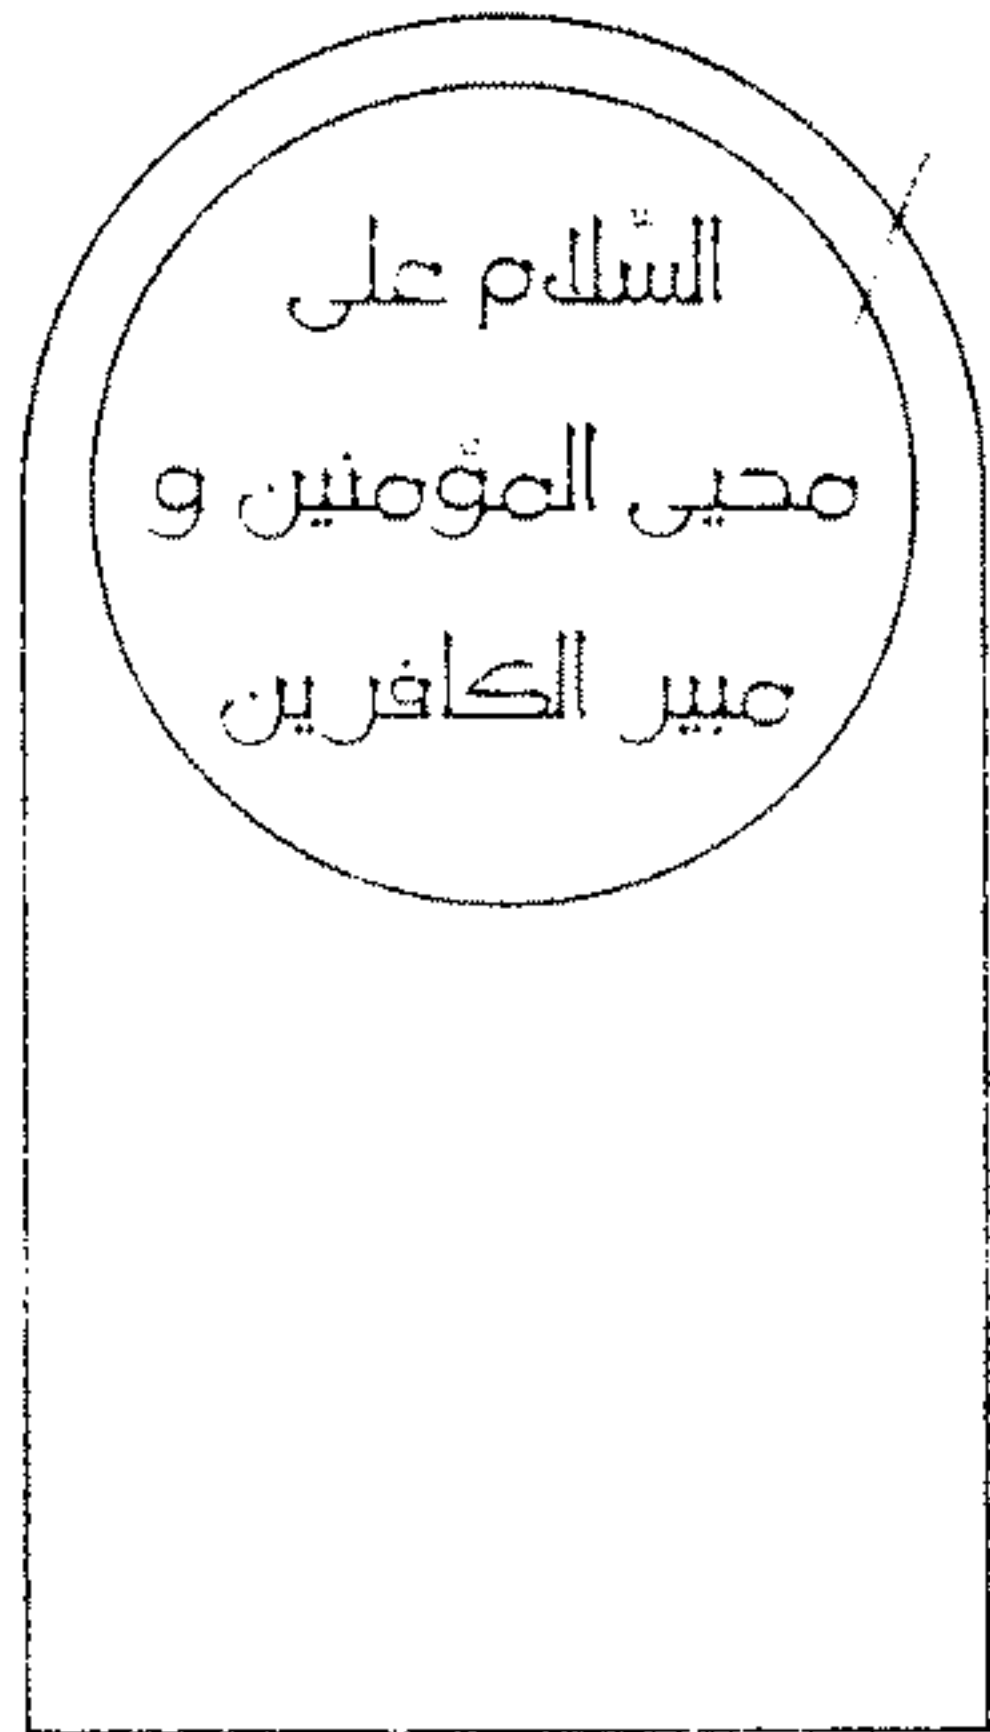 السّلام على
محيى المؤمنين و
مبير الكافرين